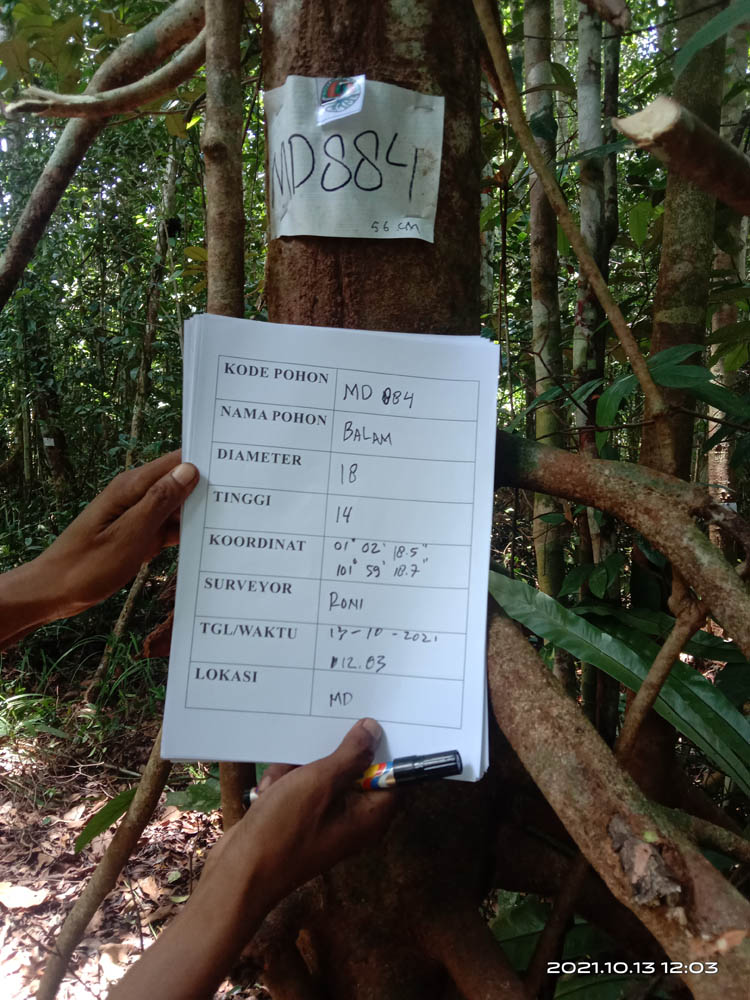 MD884
56 cm
KODE POHON MD 884
NAMA POHON BALAM
DIAMETER 18
TINGGI 14
KOORDINAT 01° 02' 18.5"
101° 59' 18.7"
SURVEYOR RONI
TGL/WAKTU 13-10-2021
12.03
LOKASI MD
2021.10.13 12:03